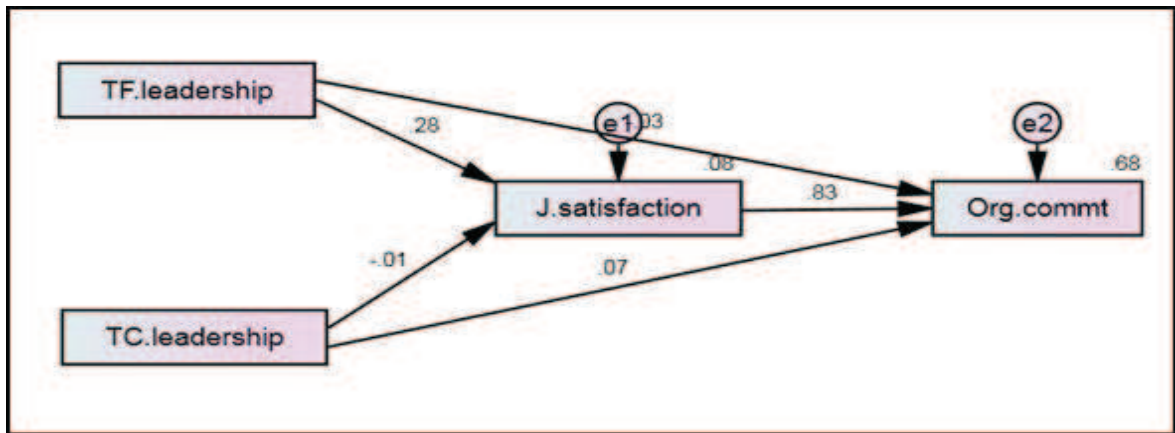 TF.leadership
.28
e1
.03
e2
.08
.68
J.satisfaction
.83
Org.commt
-.01
.07
TC.leadership